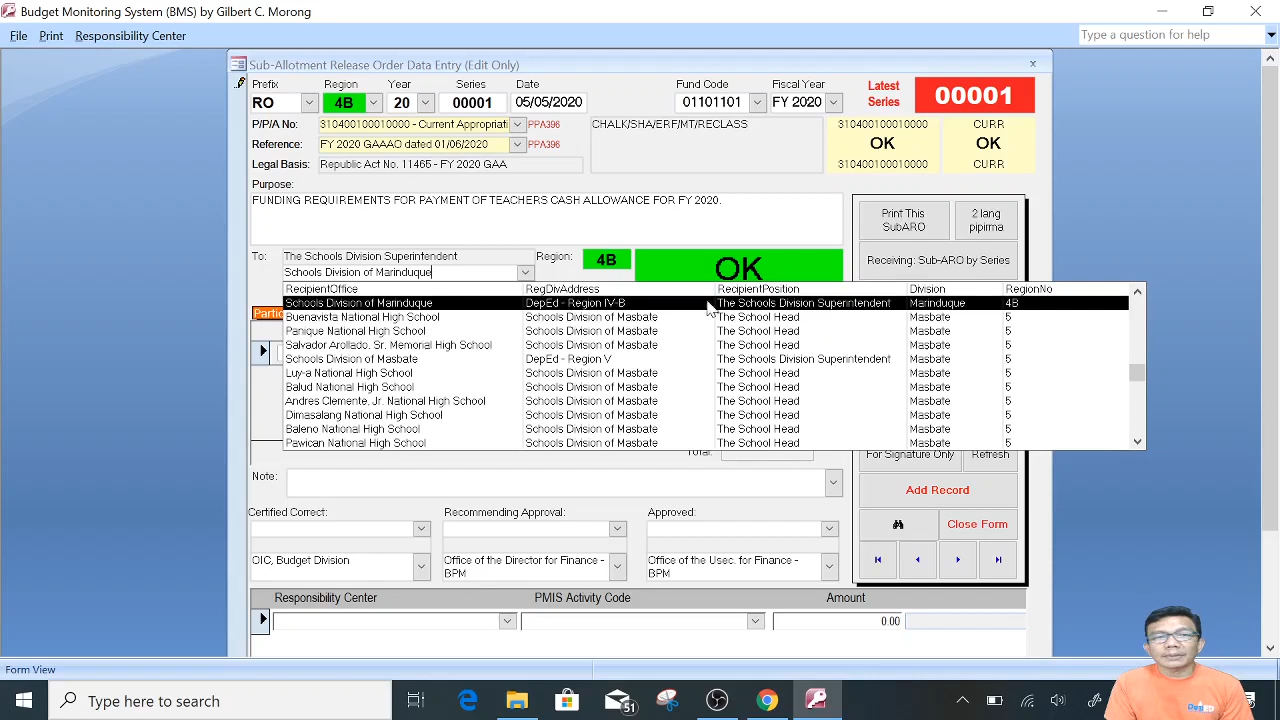 Budget Monitoring System (BMS) by Gilbert C. Morong
File Print Responsibility Center
Type a question for help
Sub-Allotment Release Order Data Entry (Edit Only)
Prefix Region Year Series Date Fund Code Fiscal Year Latest Series 00001
RO 4B 20 00001 05/05/2020 01101101 FY 2020
P/P/A No: 310400100010000 - Current Appropriati PPA396 CHALK/SHA/ERF/MT/RECLASS 310400100010000 CURR
Reference: FY 2020 GAAAO dated 01/06/2020 PPA396 OK OK
Legal Basis: Republic Act No. 11465 - FY 2020 GAA 310400100010000 CURR
Purpose:
FUNDING REQUIREMENTS FOR PAYMENT OF TEACHERS CASH ALLOWANCE FOR FY 2020.
Print This SubARO 2 lang pipirma
To: The Schools Division Superintendent Region: 4B OK Receiving: Sub-ARO by Series
Schools Division of Marinduque
RecipientOffice RegDivAddress RecipientPosition Division RegionNo
Schools Division of Marinduque DepEd - Region IV-B The Schools Division Superintendent Marinduque 4B
Buenavista National High School Schools Division of Masbate The School Head Masbate 5
Panique National High School Schools Division of Masbate The School Head Masbate 5
Salvador Arollado, Sr. Memorial High School Schools Division of Masbate The School Head Masbate 5
Schools Division of Masbate DepEd - Region V The Schools Division Superintendent Masbate 5
Luy-a National High School Schools Division of Masbate The School Head Masbate 5
Balud National High School Schools Division of Masbate The School Head Masbate 5
Andres Clemente, Jr. National High School Schools Division of Masbate The School Head Masbate 5
Dimasalang National High School Schools Division of Masbate The School Head Masbate 5
Baleno National High School Schools Division of Masbate The School Head Masbate 5
Pawican National High School Schools Division of Masbate The School Head Masbate 5
Partic
Total: For Signature Only Refresh
Note:
Add Record
Certified Correct: Recommending Approval: Approved:
Close Form
OIC, Budget Division Office of the Director for Finance - BPM Office of the Usec. for Finance - BPM
Responsibility Center PMIS Activity Code Amount
0.00
Form View
Type here to search
51
DepEd